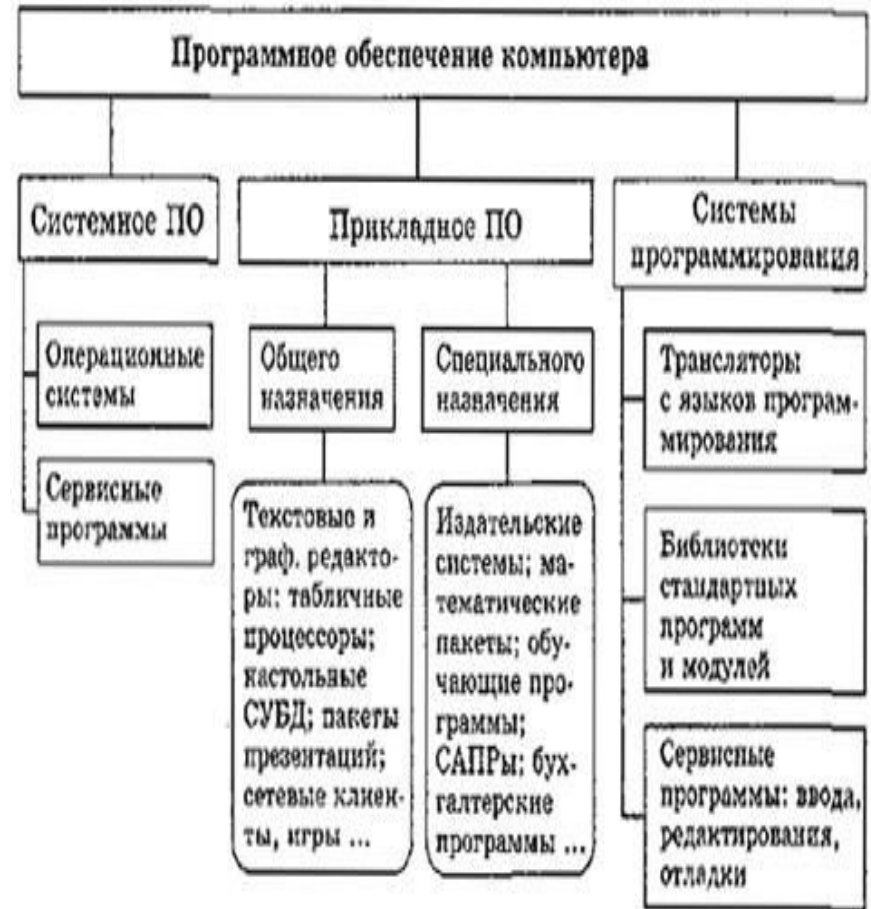 Программное обеспечение компьютера
Системное ПО
Операционные
системы
Сервисные
программы
Прикладное ПО
Общего
назначения
Текстовые и
граф. редакто-
ры: табличные
процессоры;
настольные
СУБД; пакеты
презентаций;
сетевые клиен-
ты, игры ...
Специального
назначения
Издательские
системы; ма-
тематические
пакеты; обу-
чающие про-
граммы;
САПРы; бух-
галтерские
программы ...
Системы
программирования
Трансляторы
с языков програм-
мирования
Библиотеки
стандартных
программ
и модулей
Сервисные
программы: ввода,
редактирования,
отладки